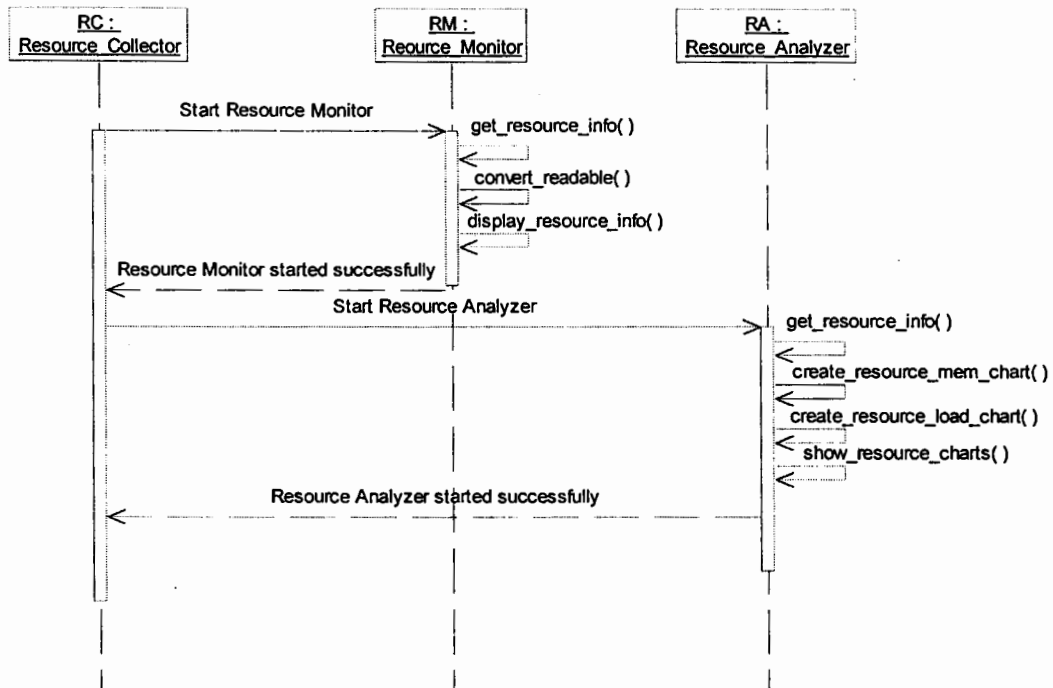 RC :
Resource_Collector
RM :
Reource_Monitor
RA :
Resource_Analyzer
Start Resource Monitor
get_resource_info( )
convert_readable( )
display_resource_info( )
Resource Monitor started successfully
Start Resource Analyzer
get_resource_info( )
create_resource_mem_chart( )
create_resource_load_chart( )
show_resource_charts( )
Resource Analyzer started successfully